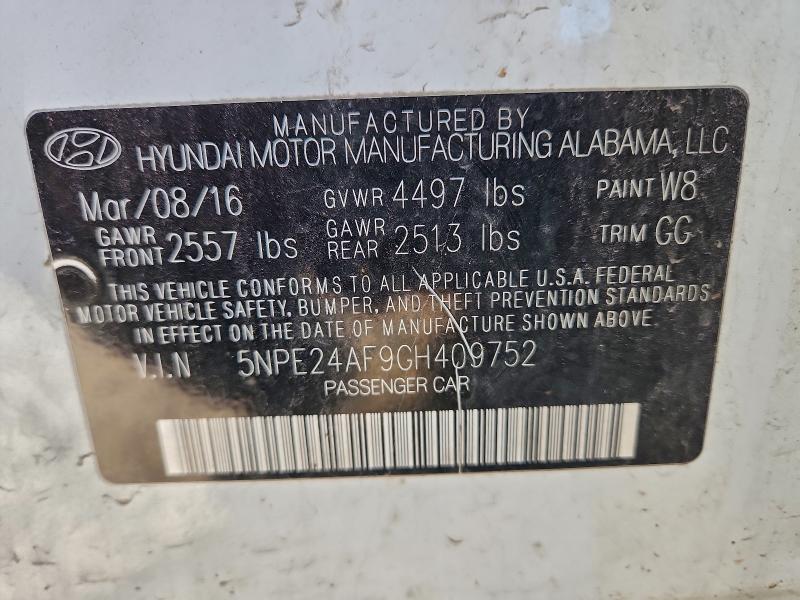 MANUFACTURED BY
HYUNDAI MOTOR MANUFACTURING ALABAMA, LLC
Mar/08/16 GVWR 4497 lbs PAINT W8
GAWR FRONT 2557 lbs GAWR REAR 2513 lbs TRIM GG
THIS VEHICLE CONFORMS TO ALL APPLICABLE U.S.A. FEDERAL
MOTOR VEHICLE SAFETY, BUMPER, AND THEFT PREVENTION STANDARDS
IN EFFECT ON THE DATE OF MANUFACTURE SHOWN ABOVE
V.I.N 5NPE24AF9GH409752
PASSENGER CAR